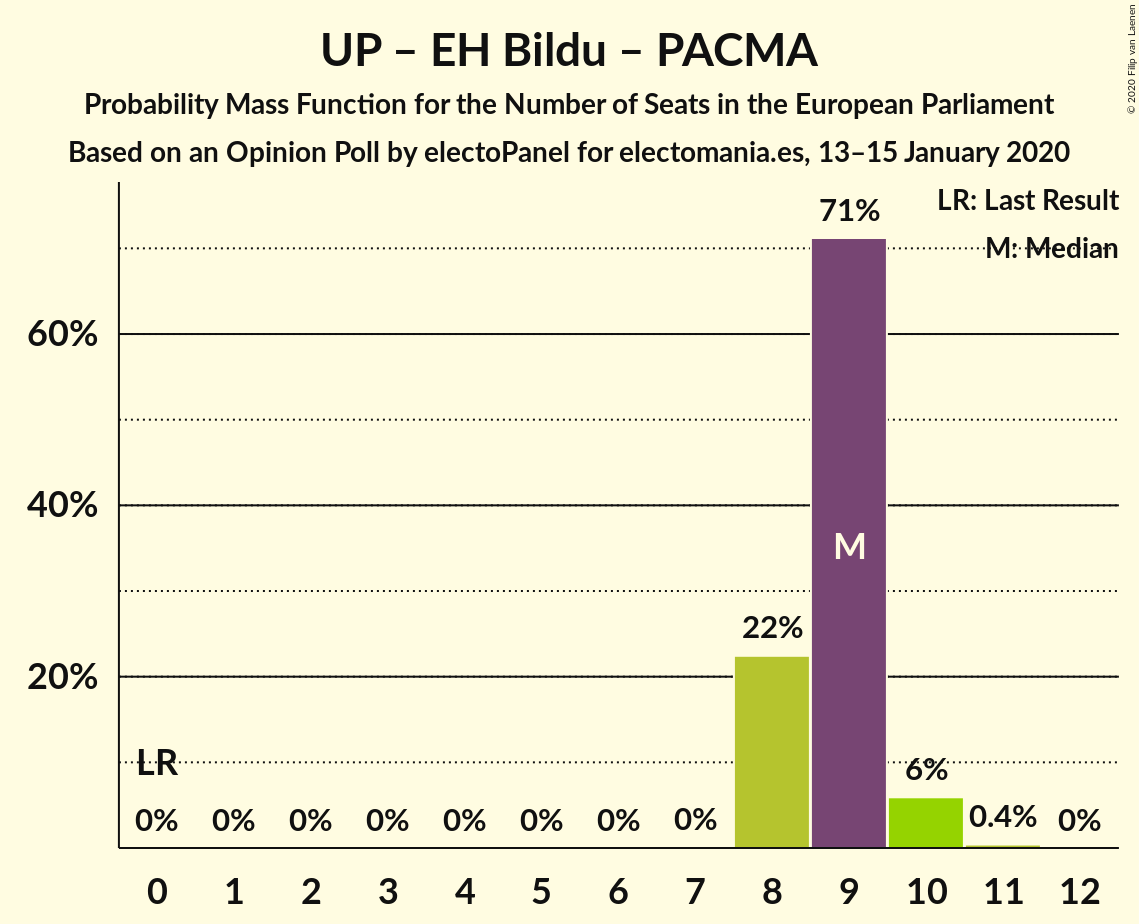 UP – EH Bildu – PACMA
Probability Mass Function for the Number of Seats in the European Parliament
Based on an Opinion Poll by electoPanel for electomania.es, 13–15 January 2020
© 2020 Filip van Laenen
LR: Last Result
M: Median
71%
60%
40%
M
22%
20%
LR
6%
0% 0% 0% 0% 0% 0% 0% 0% 0.4% 0%
0 1 2 3 4 5 6 7 8 9 10 11 12